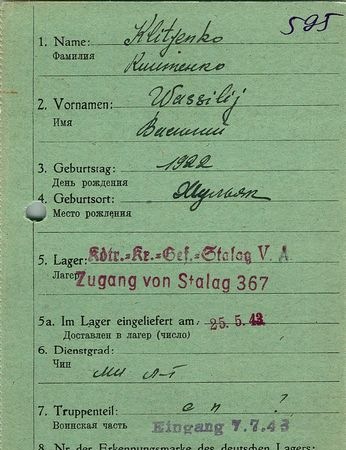 595
1. Name: Klitjenko
Фамилия Клитенко
2. Vornamen: Wassilij
Имя Василий
3. Geburtstag: 1922
День рождения
4. Geburtsort:
Место рождения
5. Lager: Kdtr.=Kr.=Gef.=Stalag V. A
Лагерь Zugang von Stalag 367
5a. Im Lager eingeliefert am 25.5.43
Доставлен в лагерь (число)
6. Dienstgrad:
Чин мл л-т
7. Truppenteil: с п ?
Воинская часть Eingang 7.7.43
8. Nr. der Erkennungsmarke des deutschen Lagers: